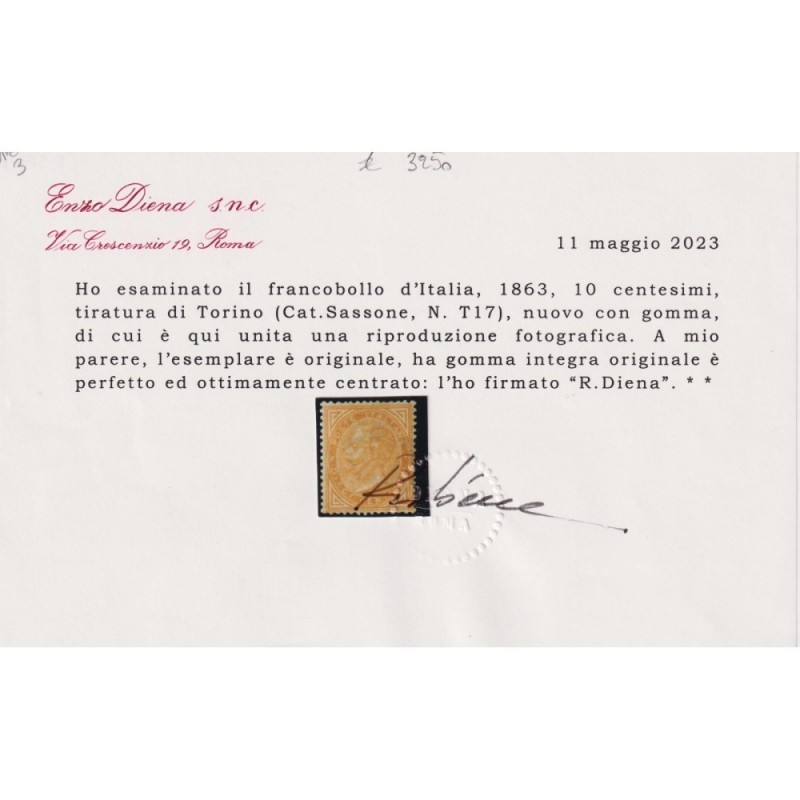 3
£ 3250
Enzo Diena s.n.c.
Via Crescenzio 19, Roma
11 maggio 2023
Ho esaminato il francobollo d'Italia, 1863, 10 centesimi,
tiratura di Torino (Cat.Sassone, N. T17), nuovo con gomma,
di cui è qui unita una riproduzione fotografica. A mio
parere, l'esemplare è originale, ha gomma integra originale è
perfetto ed ottimamente centrato: l'ho firmato “R.Diena”. * *